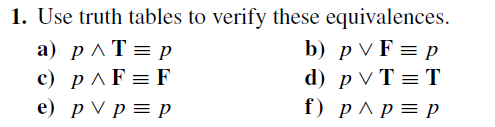 1. Use truth tables to verify these equivalences.
a) p ∧ T ≡ p b) p ∨ F ≡ p
c) p ∧ F ≡ F d) p ∨ T ≡ T
e) p ∨ p ≡ p f) p ∧ p ≡ p